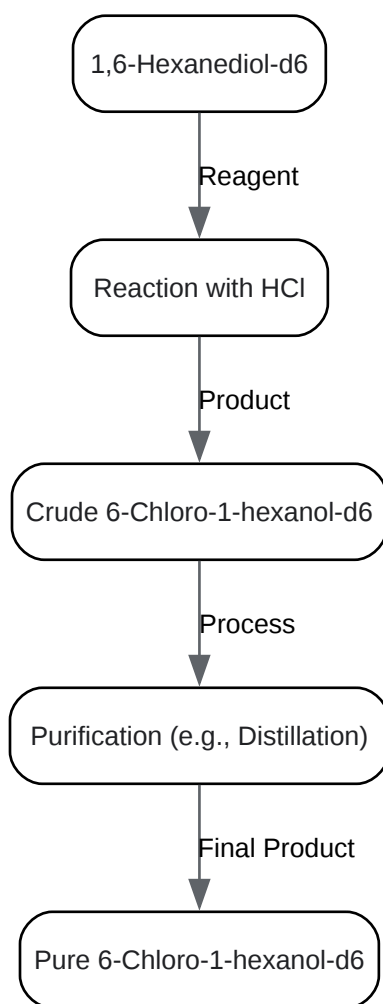 1,6-Hexanediol-d6
Reagent
Reaction with HCl
Product
Crude 6-Chloro-1-hexanol-d6
Process
Purification (e.g., Distillation)
Final Product
Pure 6-Chloro-1-hexanol-d6